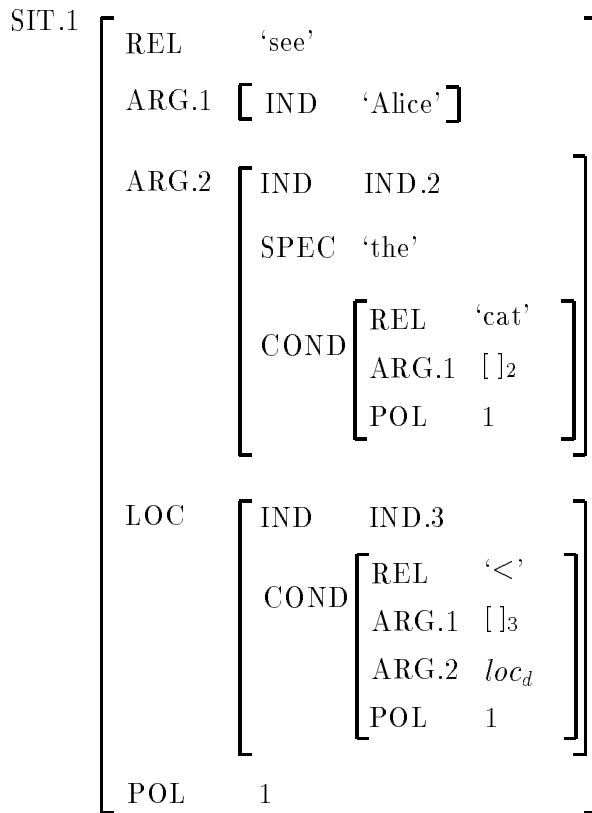 SIT.1
REL ‘see’
ARG.1 [ IND ‘Alice’ ]
ARG.2 IND IND.2
SPEC ‘the’
COND REL ‘cat’
ARG.1 [ ]₂
POL 1
LOC IND IND.3
COND REL ‘<’
ARG.1 [ ]₃
ARG.2 loc_d
POL 1
POL 1